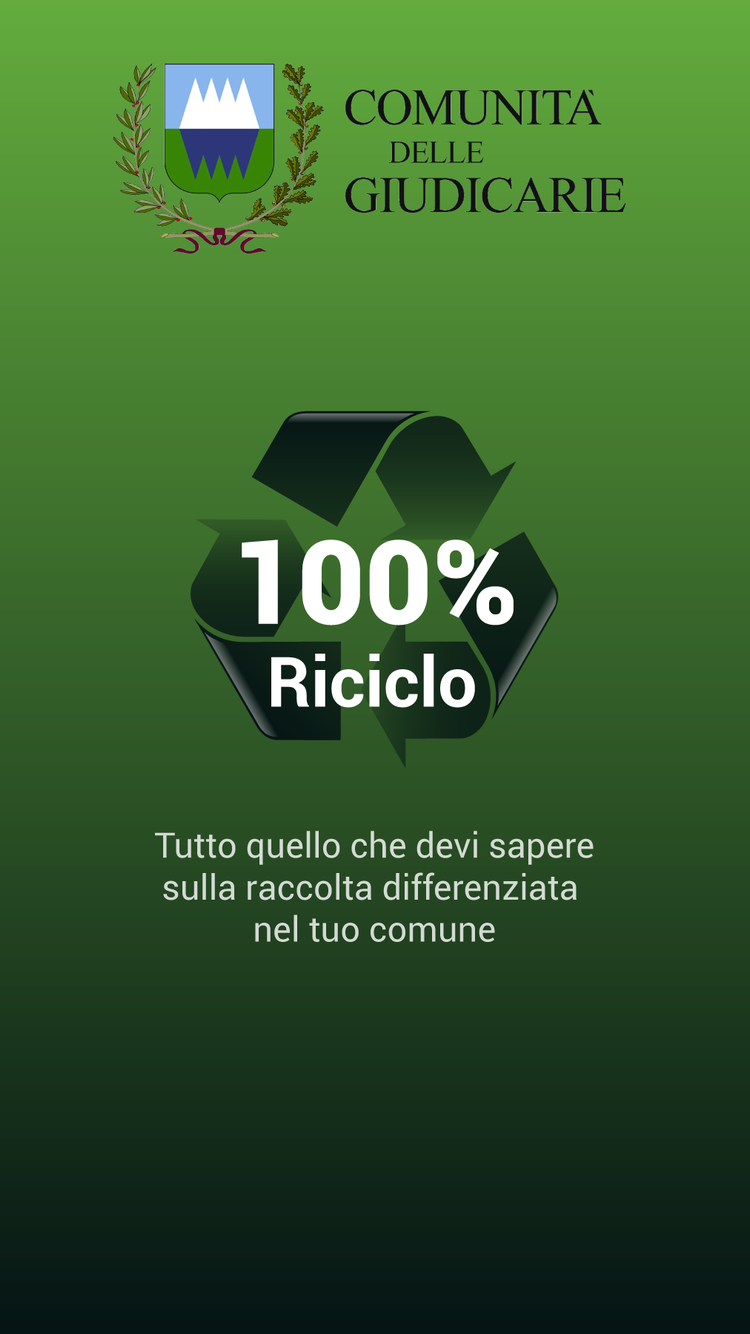 COMUNITÀ
DELLE
GIUDICARIE
100%
Riciclo
Tutto quello che devi sapere
sulla raccolta differenziata
nel tuo comune